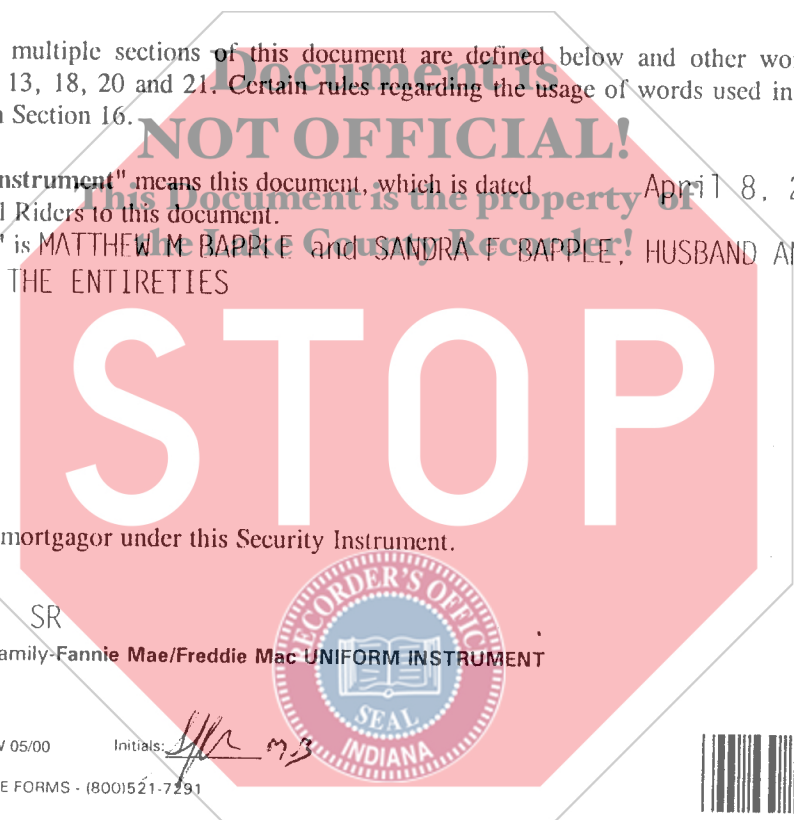 multiple sections of this document are defined below and other wo
13, 18, 20 and 21. Certain rules regarding the usage of words used in
Section 16.
Document is
NOT OFFICIAL!
This Document is the property of
the Lake County Recorder!
nstrument" means this document, which is dated April 8, 2
l Riders to this document.
" is MATTHEW M BAPPLE and SANDRA F BAPPLE, HUSBAND AN
THE ENTIRETIES
STOP
mortgagor under this Security Instrument.
SR
amily-Fannie Mae/Freddie Mac UNIFORM INSTRUMENT
RECORDER'S OFFICE
SEAL
INDIANA
05/00 Initials: M.B
E FORMS - (800)521-7291